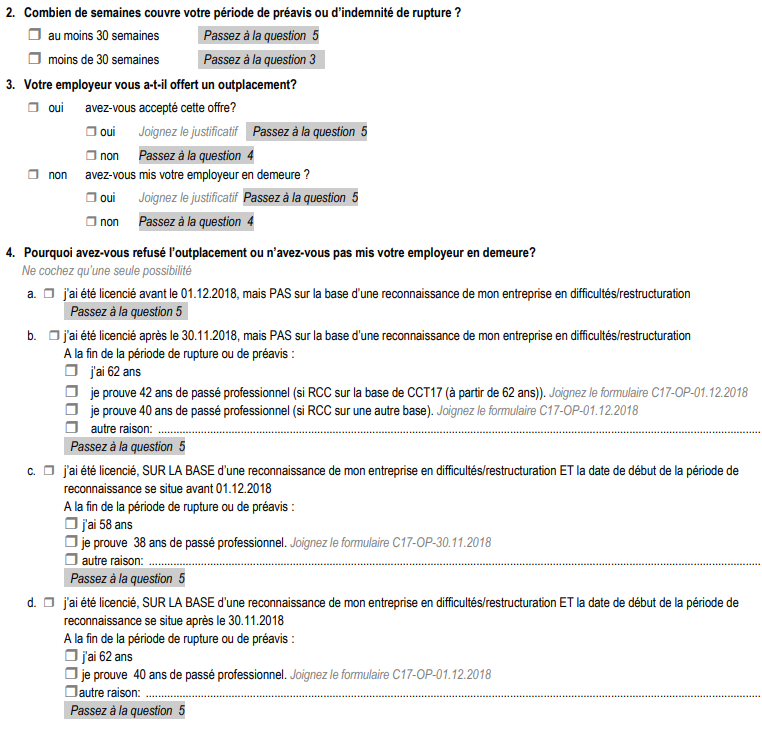 2. Combien de semaines couvre votre période de préavis ou d'indemnité de rupture ?
❒ au moins 30 semaines Passez à la question 5
❒ moins de 30 semaines Passez à la question 3
3. Votre employeur vous a-t-il offert un outplacement?
❒ oui avez-vous accepté cette offre?
❒ oui Joignez le justificatif Passez à la question 5
❒ non Passez à la question 4
❒ non avez-vous mis votre employeur en demeure ?
❒ oui Joignez le justificatif Passez à la question 5
❒ non Passez à la question 4
4. Pourquoi avez-vous refusé l'outplacement ou n'avez-vous pas mis votre employeur en demeure?
Ne cochez qu'une seule possibilité
a. ❒ j'ai été licencié avant le 01.12.2018, mais PAS sur la base d'une reconnaissance de mon entreprise en difficultés/restructuration
Passez à la question 5
b. ❒ j'ai été licencié après le 30.11.2018, mais PAS sur la base d'une reconnaissance de mon entreprise en difficultés/restructuration
A la fin de la période de rupture ou de préavis :
❒ j'ai 62 ans
❒ je prouve 42 ans de passé professionnel (si RCC sur la base de CCT17 (à partir de 62 ans)). Joignez le formulaire C17-OP-01.12.2018
❒ je prouve 40 ans de passé professionnel (si RCC sur une autre base). Joignez le formulaire C17-OP-01.12.2018
❒ autre raison: ................................................................
Passez à la question 5
c. ❒ j'ai été licencié, SUR LA BASE d'une reconnaissance de mon entreprise en difficultés/restructuration ET la date de début de la période de
reconnaissance se situe avant 01.12.2018
A la fin de la période de rupture ou de préavis :
❒ j'ai 58 ans
❒ je prouve 38 ans de passé professionnel. Joignez le formulaire C17-OP-30.11.2018
❒ autre raison: ................................................................
Passez à la question 5
d. ❒ j'ai été licencié, SUR LA BASE d'une reconnaissance de mon entreprise en difficultés/restructuration ET la date de début de la période de
reconnaissance se situe après le 30.11.2018
A la fin de la période de rupture ou de préavis :
❒ j'ai 62 ans
❒ je prouve 40 ans de passé professionnel. Joignez le formulaire C17-OP-01.12.2018
❒autre raison: ................................................................
Passez à la question 5